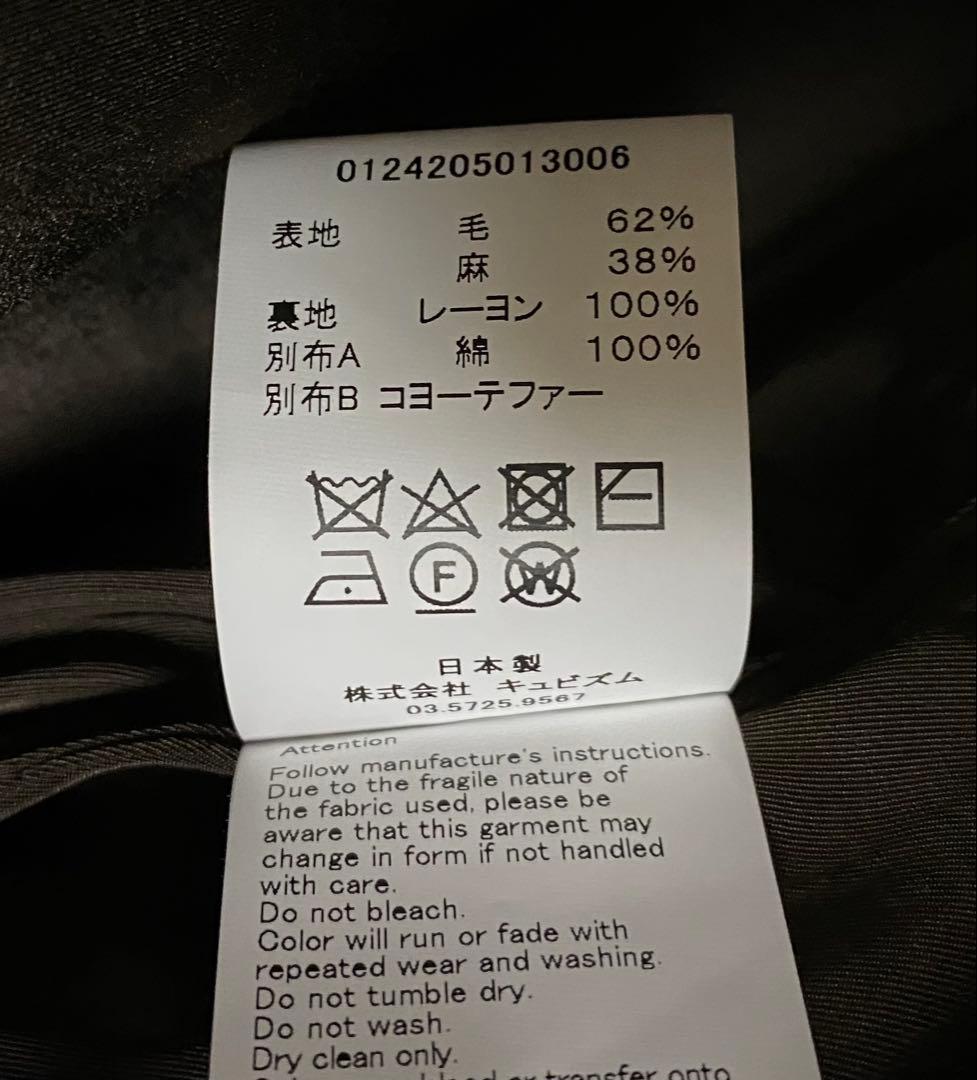 0124205013006
表地 毛 62%
麻 38%
裏地 レーヨン 100%
別布A 綿 100%
別布B コヨーテファー
F W
日本製
株式会社 キュビズム
03.5725.9567
Attention
Follow manufacture's instructions.
Due to the fragile nature of
the fabric used, please be
aware that this garment may
change in form if not handled
with care.
Do not bleach.
Color will run or fade with
repeated wear and washing.
Do not tumble dry.
Do not wash.
Dry clean only.
or transfer onto